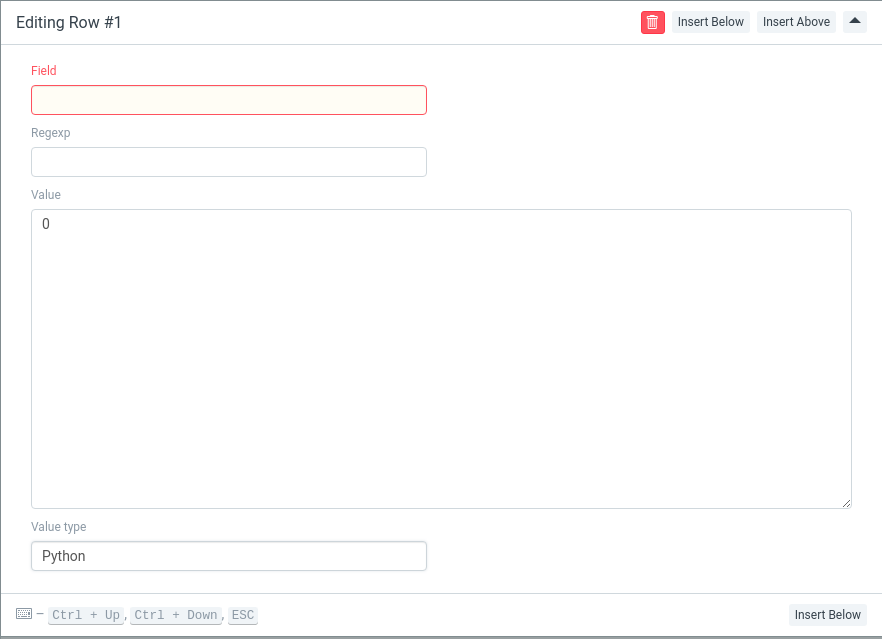 Editing Row #1
Insert Below
Insert Above
Field
Regexp
Value
0
Value type
Python
– Ctrl + Up, Ctrl + Down, ESC
Insert Below